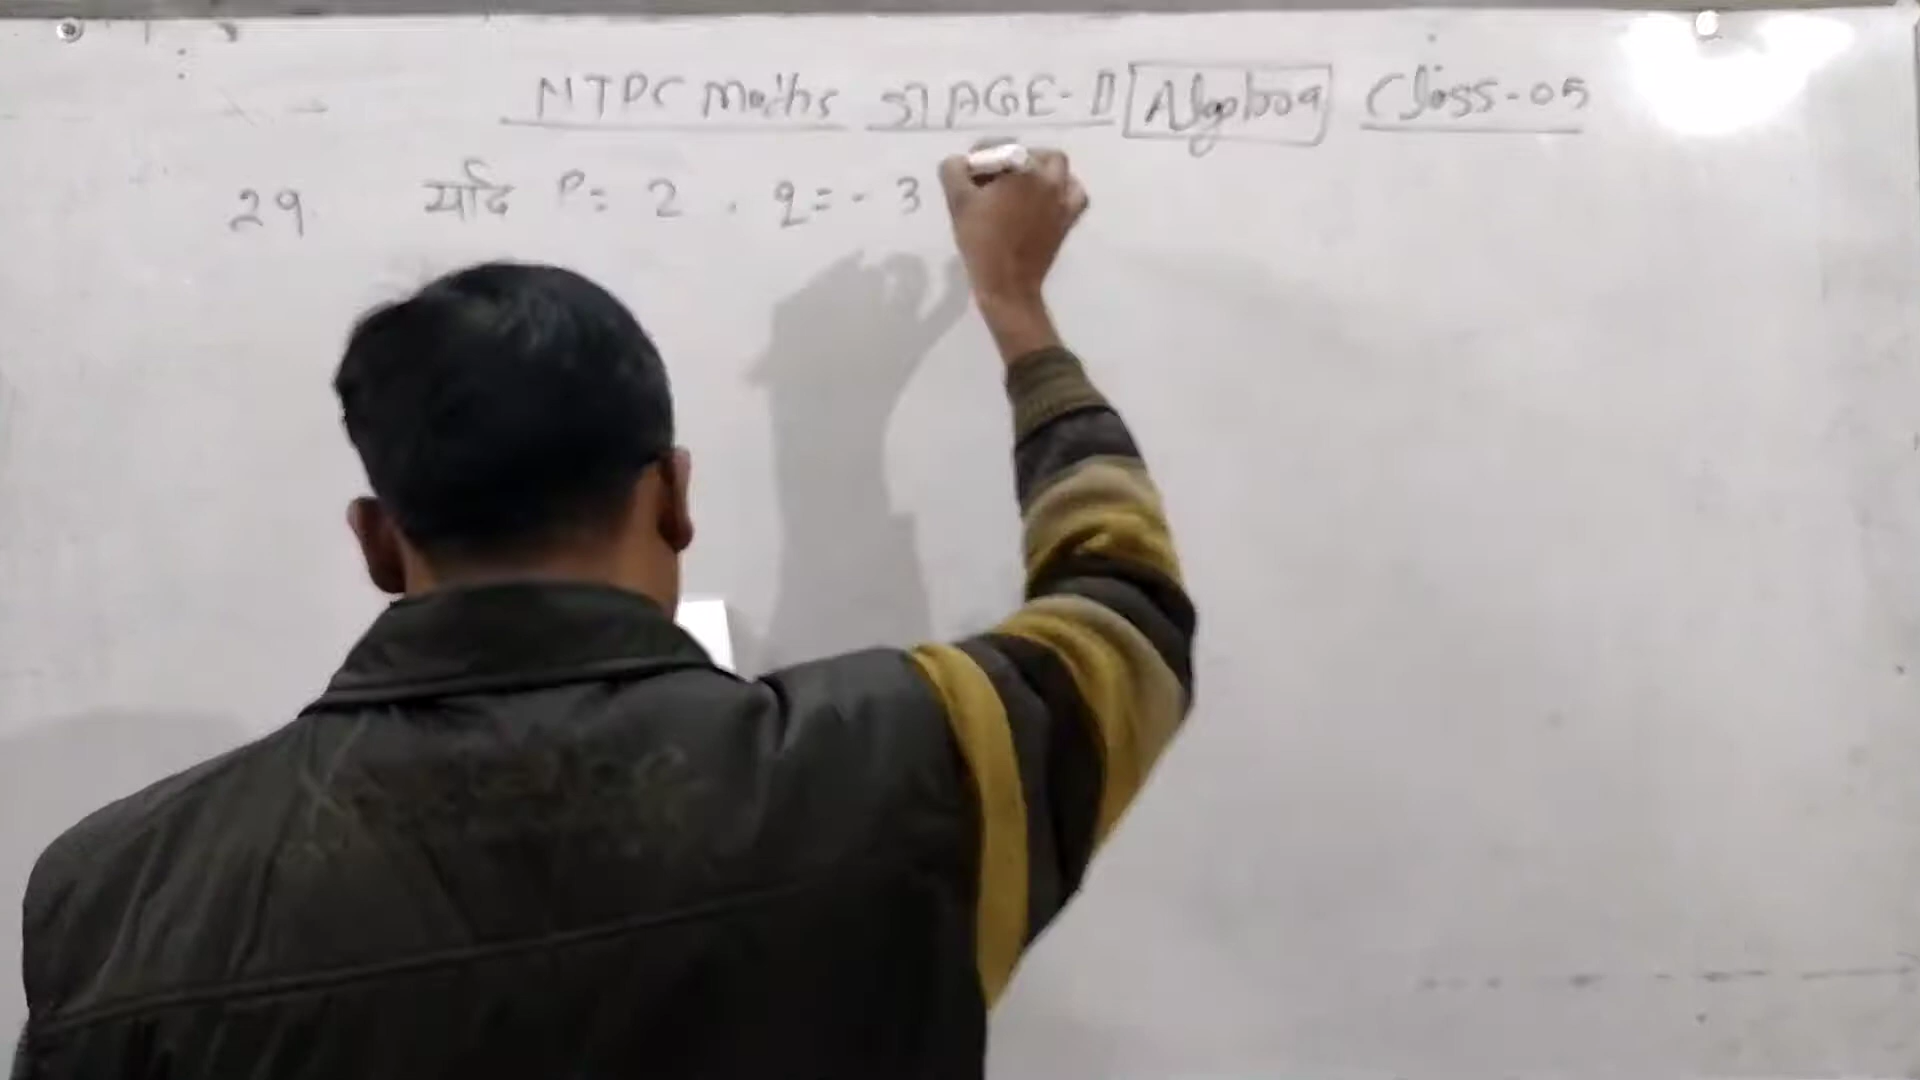 NTPC Maths STAGE-II Algebra Class-05
29. यदि P= 2 , q= - 3